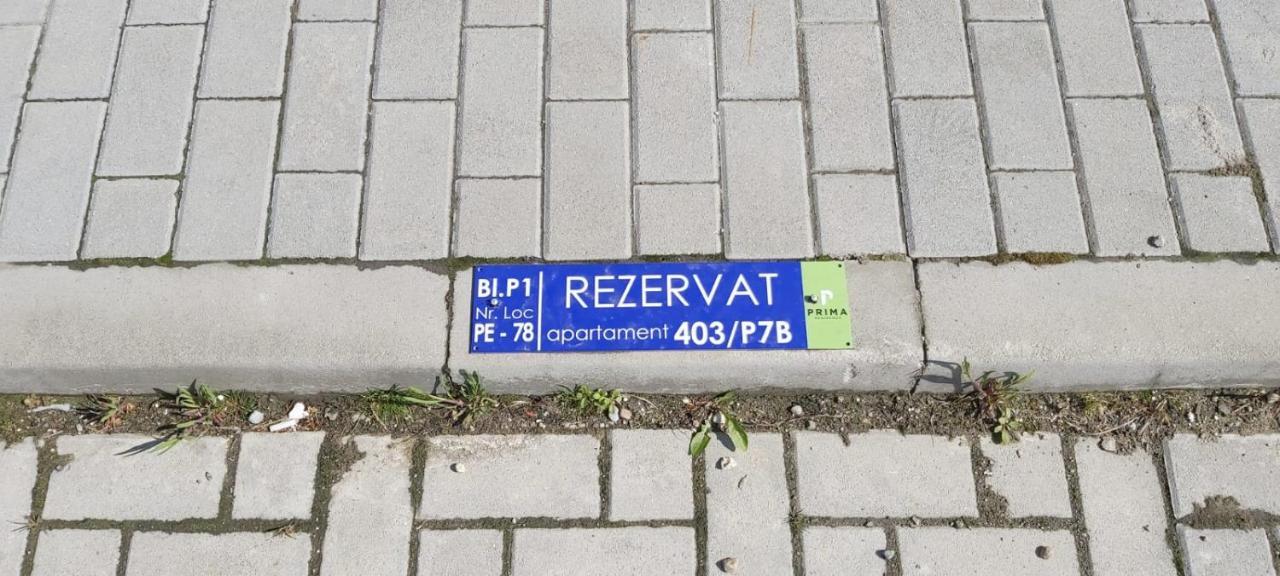 Bl.P1
Nr. Loc
PE - 78
REZERVAT
apartament 403/P7B
PRIMA